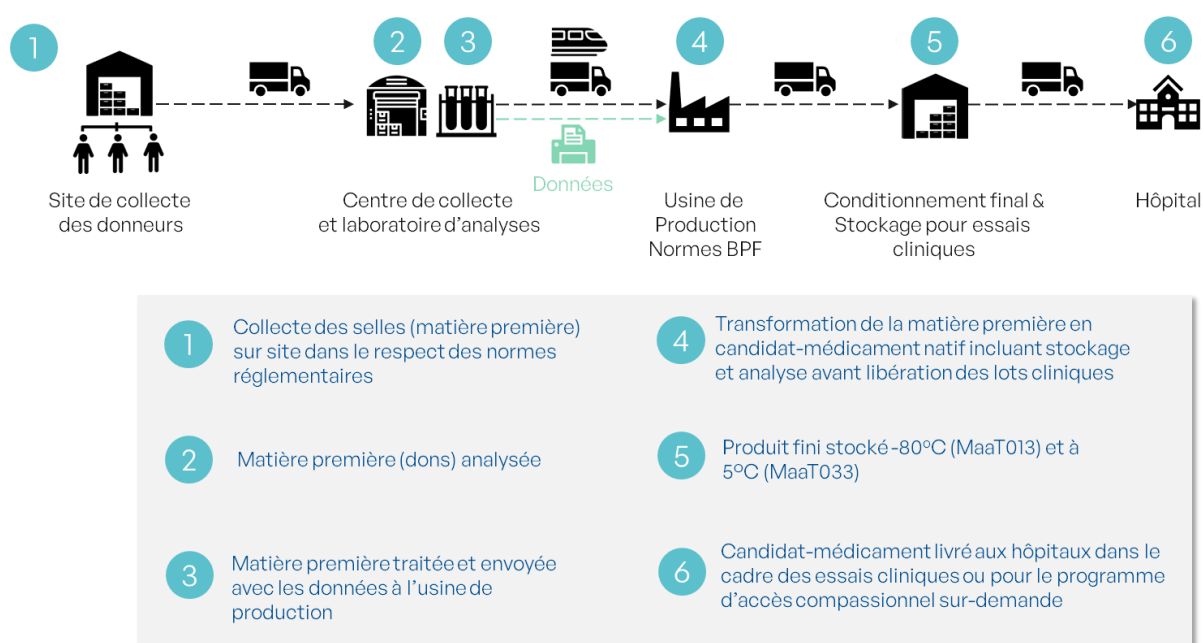 1
2
3
4
5
6
Données
Site de collecte
des donneurs
Centre de collecte
et laboratoire d'analyses
Usine de
Production
Normes BPF
Conditionnement final &
Stockage pour essais
cliniques
Hôpital
1
Collecte des selles (matière première)
sur site dans le respect des normes
réglementaires
2
Matière première (dons) analysée
3
Matière première traitée et envoyée
avec les données à l'usine de
production
4
Transformation de la matière première en
candidat-médicament natif incluant stockage
et analyse avant libération des lots cliniques
5
Produit fini stocké -80°C (MaaT013) et à
5°C (MaaT033)
6
Candidat-médicament livré aux hôpitaux dans le
cadre des essais cliniques ou pour le programme
d'accès compassionnel sur-demande